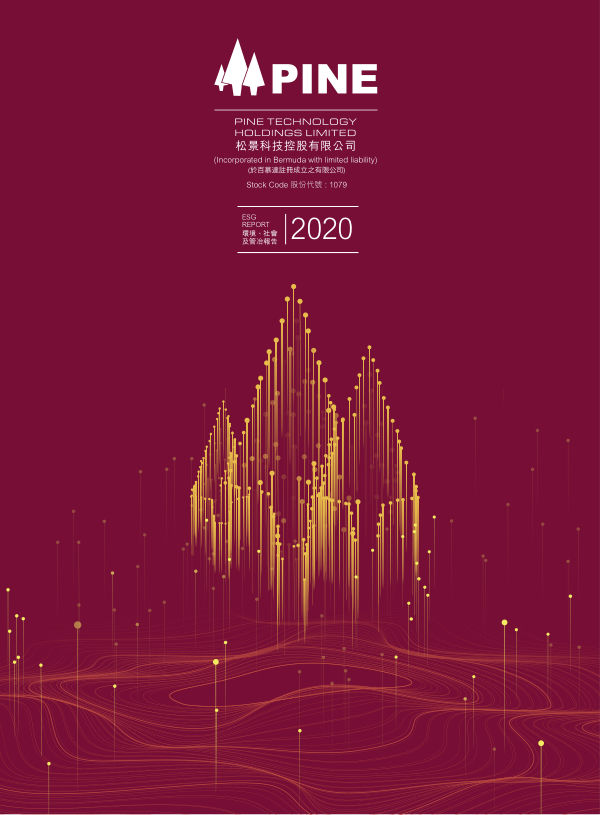 PINE
PINE TECHNOLOGY
HOLDINGS LIMITED
松景科技控股有限公司
(Incorporated in Bermuda with limited liability)
(於百慕達註冊成立之有限公司)
Stock Code 股份代號 : 1079
ESG
REPORT
環境、社會
及管治報告
2020